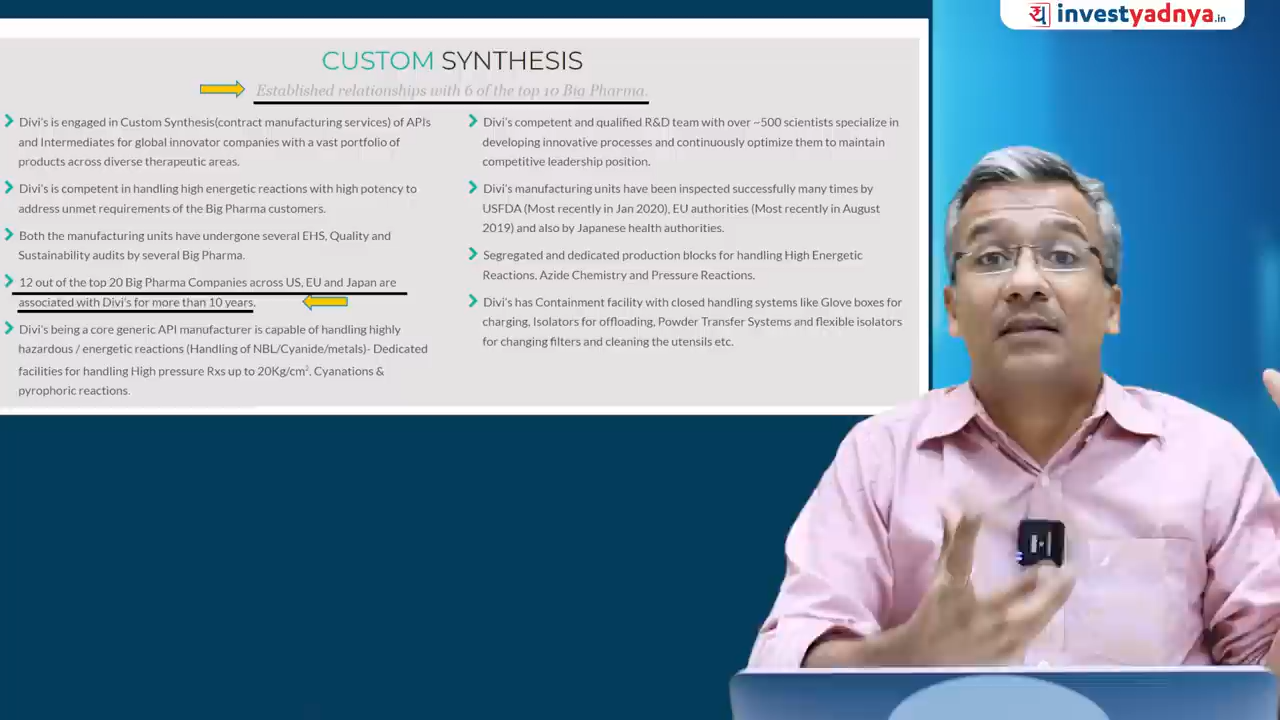 investyadnya.in
CUSTOM SYNTHESIS
Established relationships with 6 of the top 10 Big Pharma.
Divi's is engaged in Custom Synthesis(contract manufacturing services) of APIs
and Intermediates for global innovator companies with a vast portfolio of
products across diverse therapeutic areas.
Divi's is competent in handling high energetic reactions with high potency to
address unmet requirements of the Big Pharma customers.
Both the manufacturing units have undergone several EHS, Quality and
Sustainability audits by several Big Pharma.
12 out of the top 20 Big Pharma Companies across US, EU and Japan are
associated with Divi's for more than 10 years.
Divi's being a core generic API manufacturer is capable of handling highly
hazardous / energetic reactions (Handling of NBL/Cyanide/metals)- Dedicated
facilities for handling High pressure Rxs up to 20Kg/cm². Cyanations &
pyrophoric reactions.
Divi's competent and qualified R&D team with over ~500 scientists specialize in
developing innovative processes and continuously optimize them to maintain
competitive leadership position.
Divi's manufacturing units have been inspected successfully many times by
USFDA (Most recently in Jan 2020), EU authorities (Most recently in August
2019) and also by Japanese health authorities.
Segregated and dedicated production blocks for handling High Energetic
Reactions, Azide Chemistry and Pressure Reactions.
Divi's has Containment facility with closed handling systems like Glove boxes for
charging, Isolators for offloading, Powder Transfer Systems and flexible isolators
for changing filters and cleaning the utensils etc.